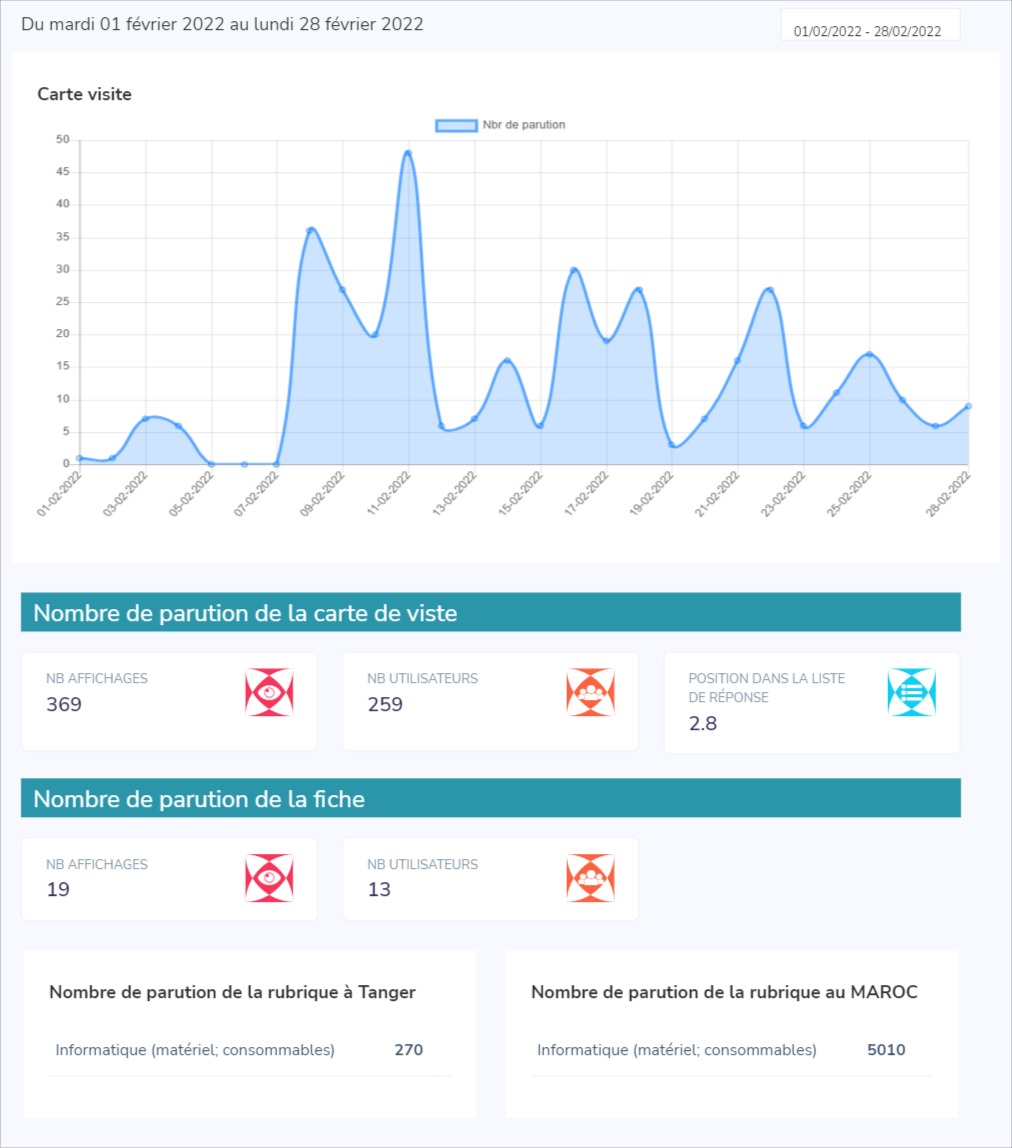 Du mardi 01 février 2022 au lundi 28 février 2022
01/02/2022 - 28/02/2022
Carte visite
Nbr de parution
50
45
40
35
30
25
20
15
10
5
0
01-02-2022 03-02-2022 05-02-2022 07-02-2022 09-02-2022 11-02-2022 13-02-2022 15-02-2022 17-02-2022 19-02-2022 21-02-2022 23-02-2022 25-02-2022 28-02-2022
Nombre de parution de la carte de viste
NB AFFICHAGES
369
NB UTILISATEURS
259
POSITION DANS LA LISTE
DE RÉPONSE
2.8
Nombre de parution de la fiche
NB AFFICHAGES
19
NB UTILISATEURS
13
Nombre de parution de la rubrique à Tanger
Informatique (matériel; consommables) 270
Nombre de parution de la rubrique au MAROC
Informatique (matériel; consommables) 5010